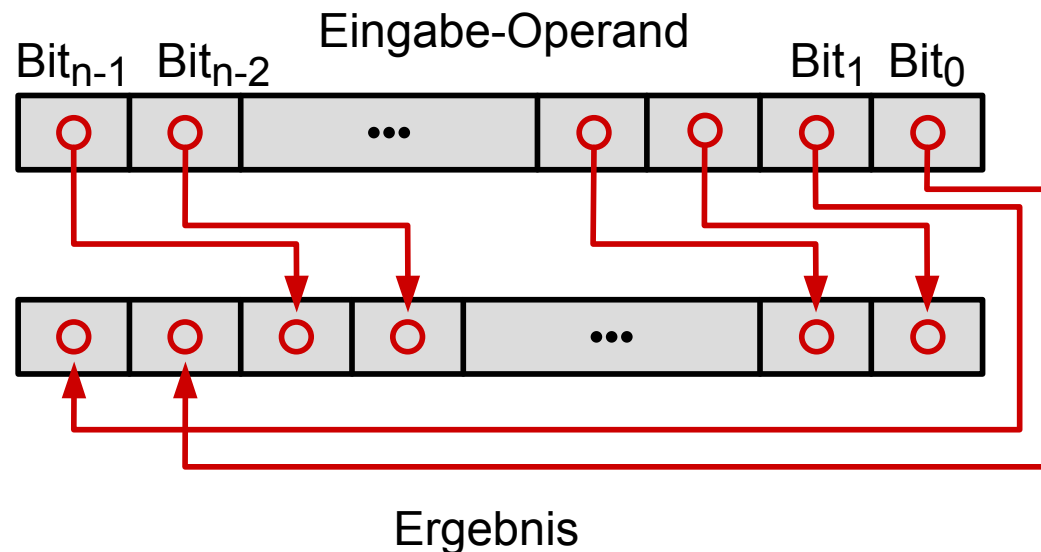 Eingabe-Operand
Bitn-1 Bitn-2 Bit1 Bit0
•••
•••
Ergebnis